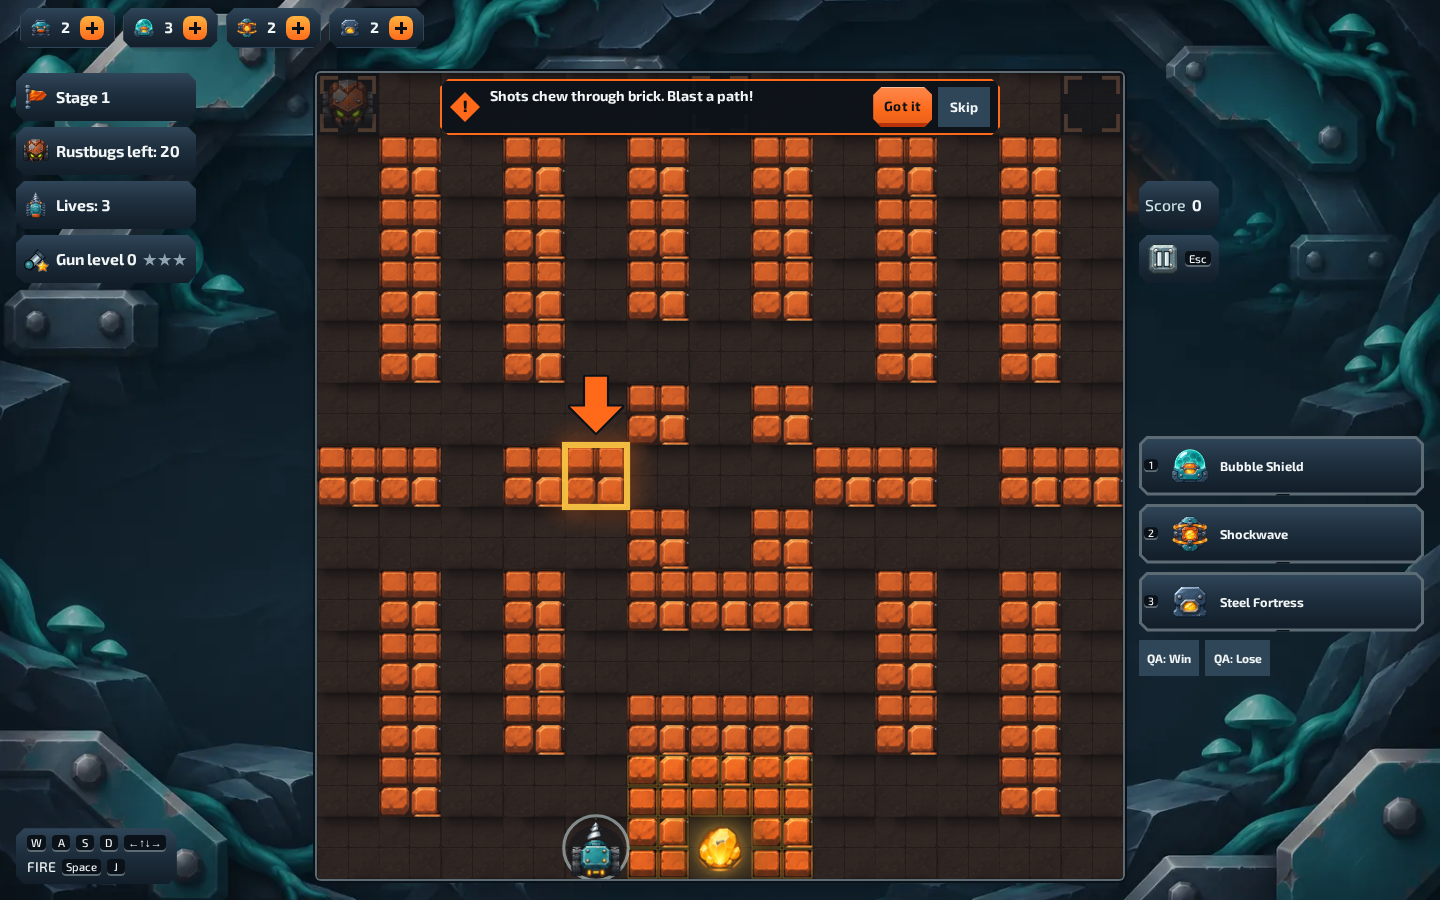 2
3
2
2
Stage 1
Rustbugs left: 20
Lives: 3
Gun level 0
Shots chew through brick. Blast a path!
Got it
Skip
Score 0
Esc
1 Bubble Shield
2 Shockwave
3 Steel Fortress
QA: Win QA: Lose
W A S D ←↑↓→
FIRE Space J